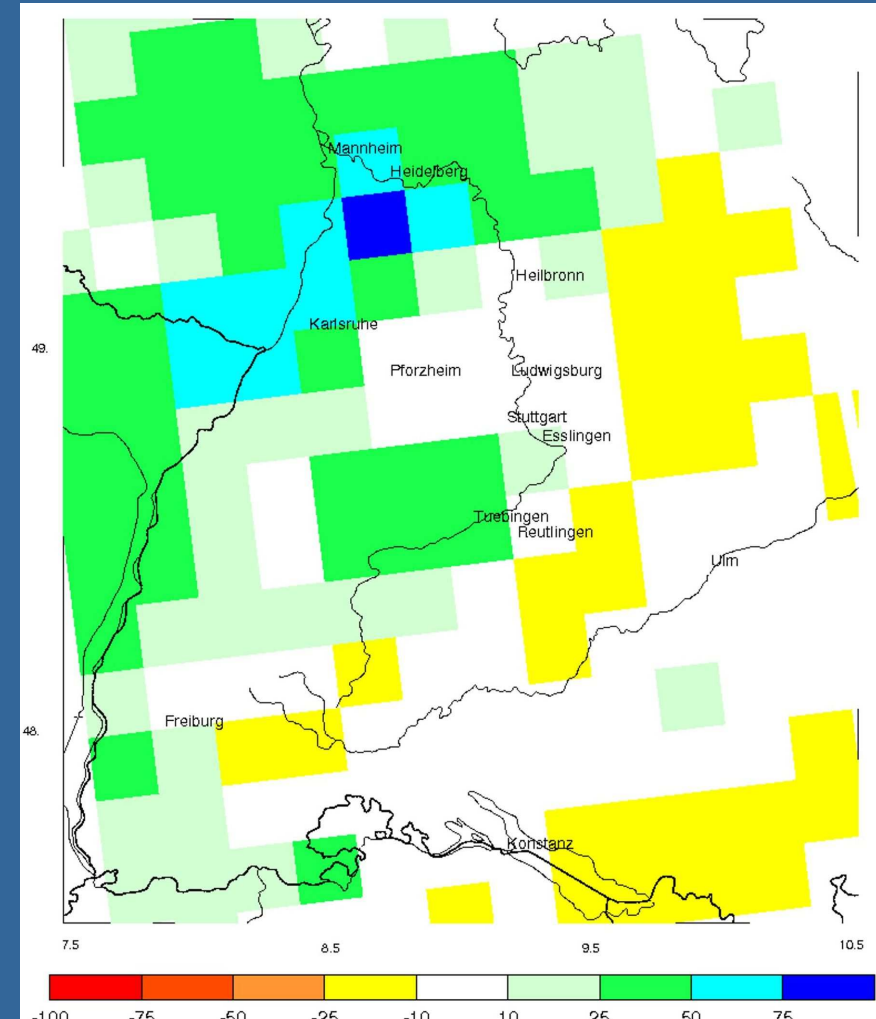 Mannheim
Heidelberg
Heilbronn
Karlsruhe
49.
Pforzheim
Ludwigsburg
Stuttgart
Esslingen
Tuebingen
Reutlingen
Ulm
Freiburg
48.
Konstanz
7.5 8.5 9.5 10.5
-100 -75 -50 -25 -10 10 25 50 75